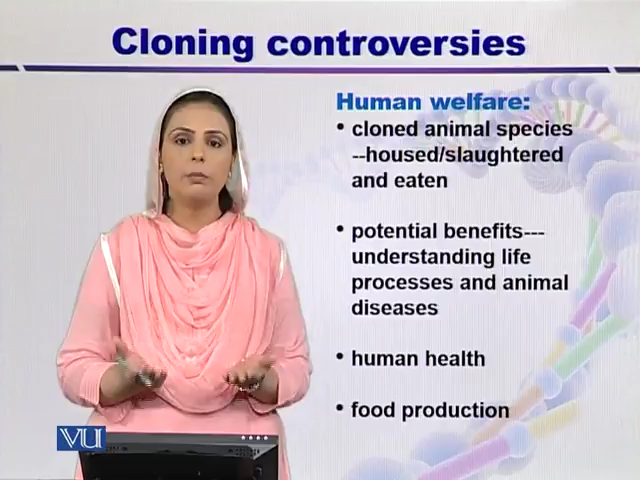 Cloning controversies
Human welfare:
• cloned animal species
--housed/slaughtered
and eaten
• potential benefits---
understanding life
processes and animal
diseases
• human health
• food production
VU